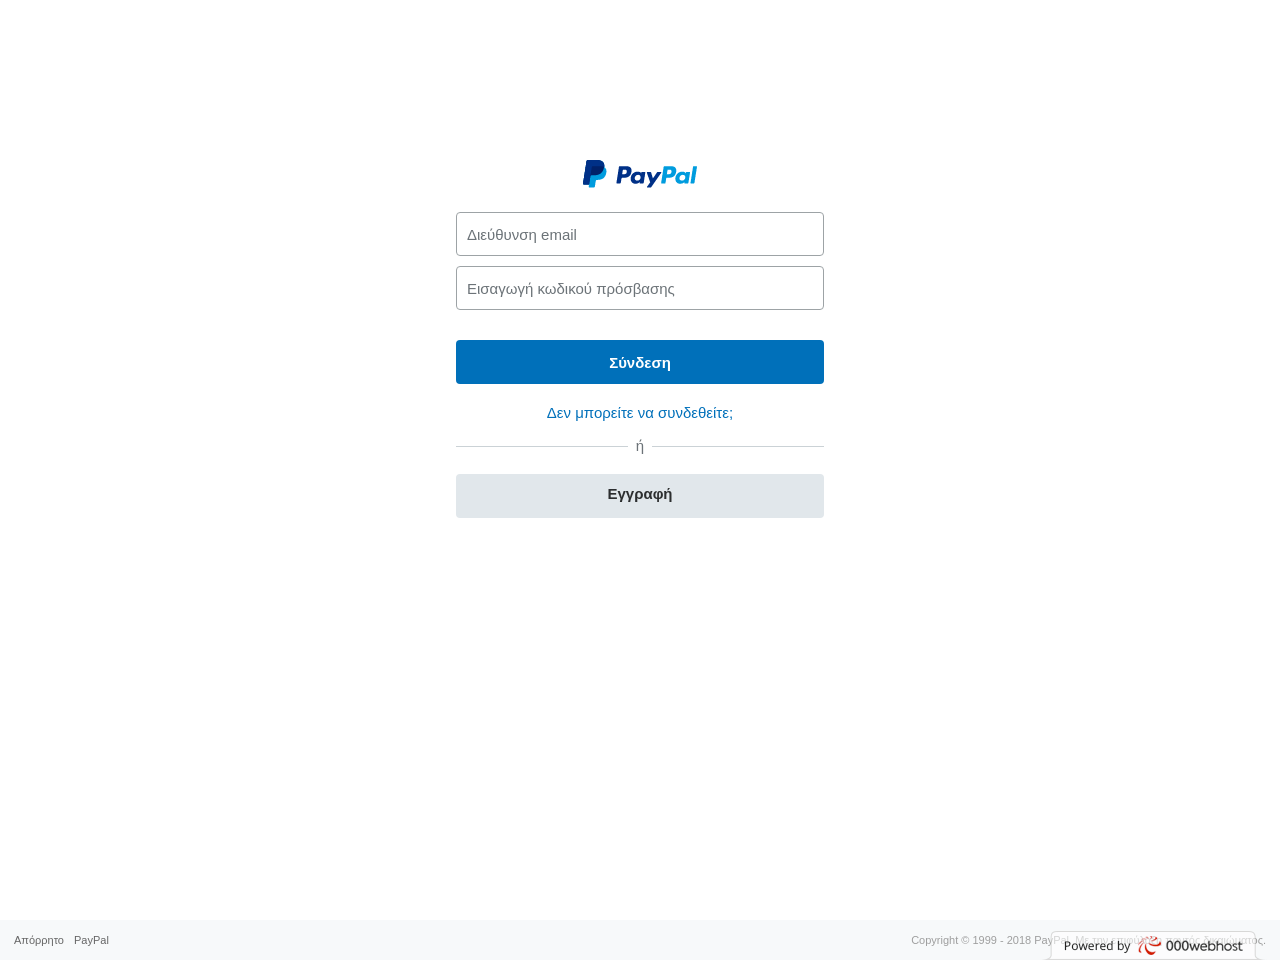 PayPal
Διεύθυνση email
Εισαγωγή κωδικού πρόσβασης
Σύνδεση
Δεν μπορείτε να συνδεθείτε;
ή
Εγγραφή
Απόρρητο PayPal
Copyright © 1999 - 2018 PayPal.
Powered by 000webhost